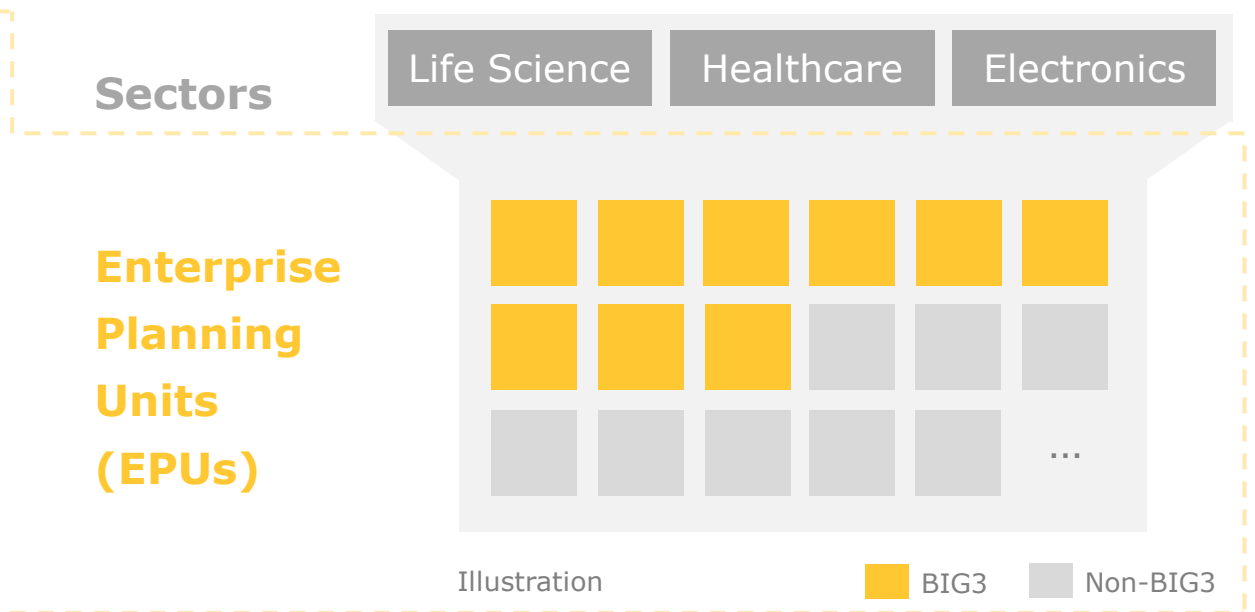 Sectors
Life Science
Healthcare
Electronics
Enterprise
Planning
Units
(EPUs)
...
Illustration
BIG3
Non-BIG3